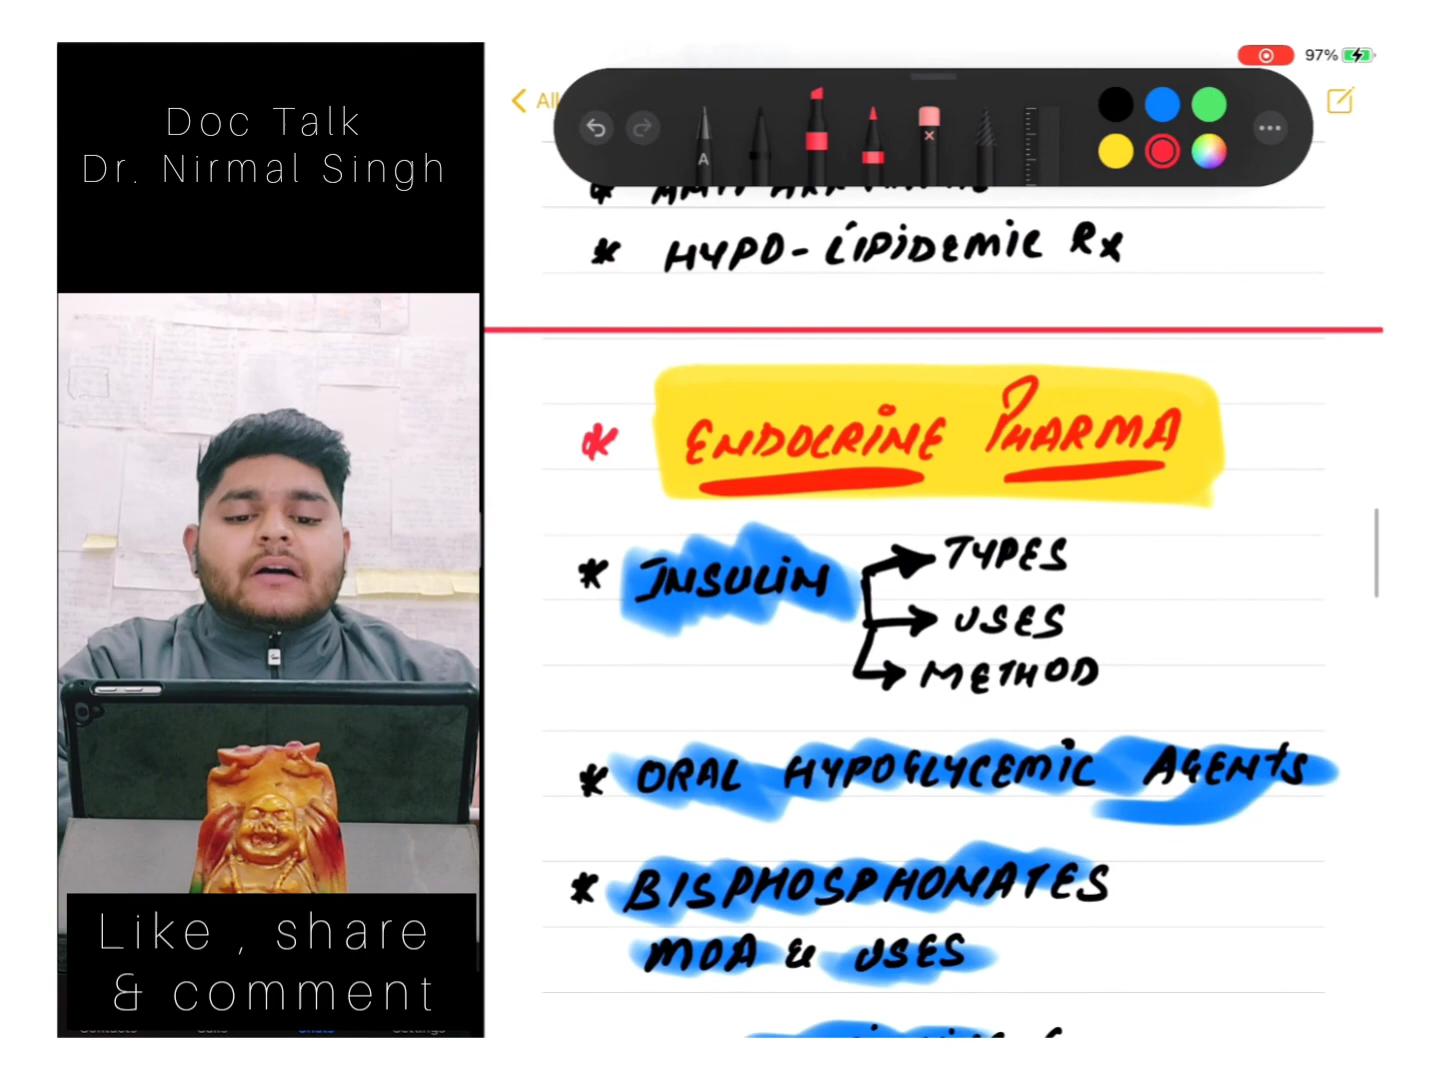 Doc Talk
Dr. Nirmal Singh
97%
All
A
* HYPO-LIPIDEMIC Rx
* ENDOCRINE PHARMA
* INSULIN
TYPES
USES
METHOD
* ORAL HYPOGLYCEMIC AGENTS
* BISPHOSPHONATES
MOA & USES
Like , share
& comment